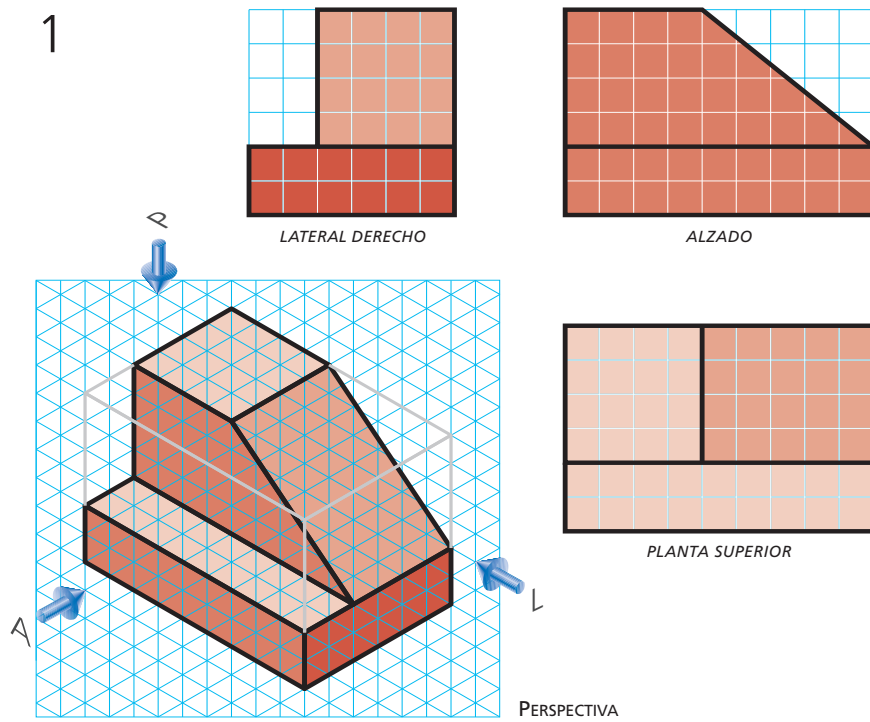 1
LATERAL DERECHO
ALZADO
P
PLANTA SUPERIOR
A
L
PERSPECTIVA